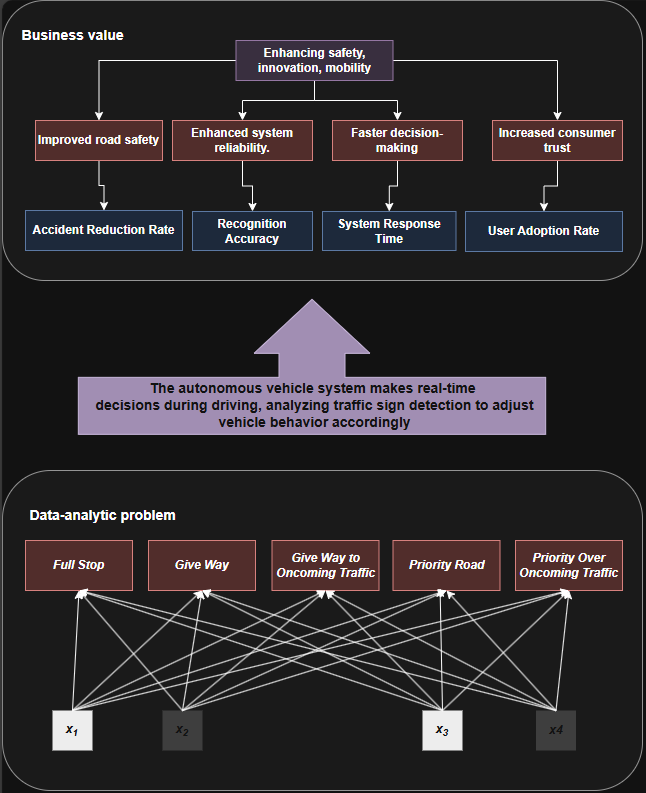 Business value
Enhancing safety,
innovation, mobility
Improved road safety
Enhanced system
reliability.
Faster decision-
making
Increased consumer
trust
Accident Reduction Rate
Recognition
Accuracy
System Response
Time
User Adoption Rate
The autonomous vehicle system makes real-time
decisions during driving, analyzing traffic sign detection to adjust
vehicle behavior accordingly
Data-analytic problem
Full Stop
Give Way
Give Way to
Oncoming Traffic
Priority Road
Priority Over
Oncoming Traffic
x₁
x₂
x₃
x4